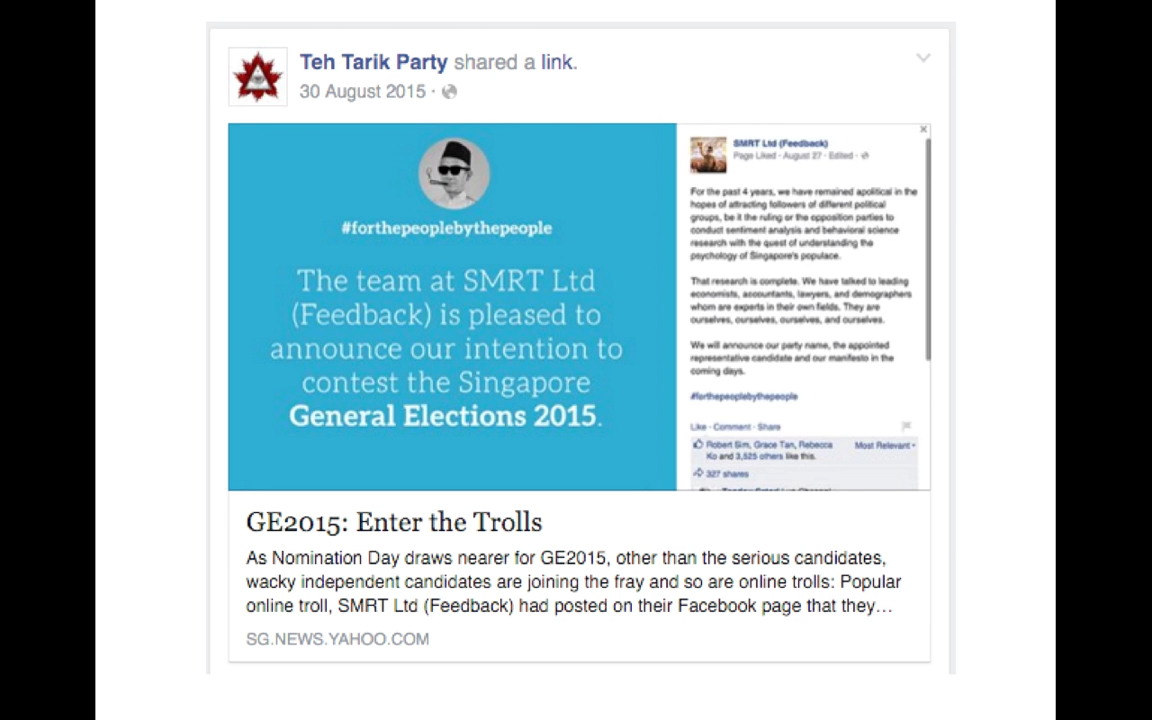 Teh Tarik Party shared a link.
30 August 2015 ·
#forthepeoplebythepeople
The team at SMRT Ltd
(Feedback) is pleased to
announce our intention to
contest the Singapore
General Elections 2015.
SMRT Ltd (Feedback)
Page Liked · August 27 · Edited ·
For the past 4 years, we have remained apolitical in the
hopes of attracting followers of different political
groups, be it the ruling or the opposition parties to
conduct sentiment analysis and behavioral science
research with the quest of understanding the
psychology of Singapore's populace.
That research is complete. We have talked to leading
economists, accountants, lawyers, and demographers
whom are experts in their own fields. They are
ourselves, ourselves, ourselves, and ourselves.
We will announce our party name, the appointed
representative candidate and our manifesto in the
coming days.
#forthepeoplebythepeople
Like · Comment · Share
Robert Sim, Grace Tan, Rebecca Most Relevant
Ko and 3,525 others like this.
327 shares
GE2015: Enter the Trolls
As Nomination Day draws nearer for GE2015, other than the serious candidates,
wacky independent candidates are joining the fray and so are online trolls: Popular
online troll, SMRT Ltd (Feedback) had posted on their Facebook page that they...
SG.NEWS.YAHOO.COM